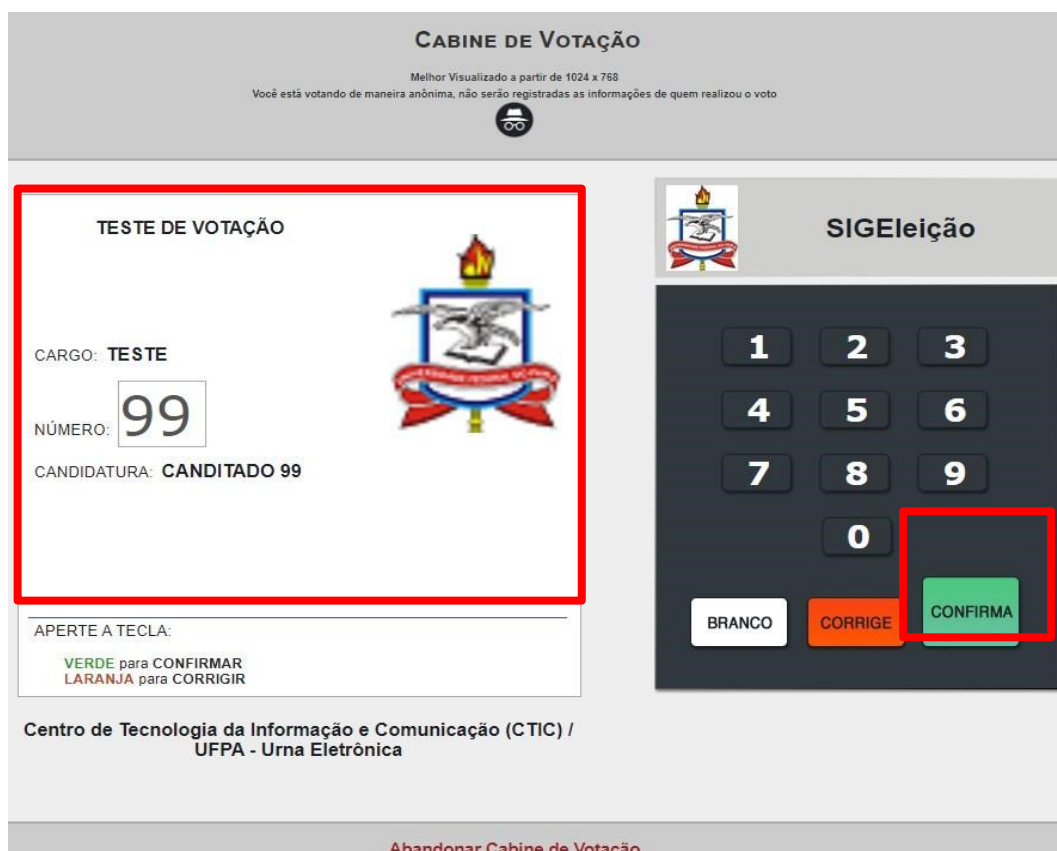 CABINE DE VOTAÇÃO
Melhor Visualizado a partir de 1024 x 768
Você está votando de maneira anônima, não serão registradas as informações de quem realizou o voto
TESTE DE VOTAÇÃO
CARGO: TESTE
NÚMERO: 99
CANDIDATURA: CANDITADO 99
APERTE A TECLA:
VERDE para CONFIRMAR
LARANJA para CORRIGIR
Centro de Tecnologia da Informação e Comunicação (CTIC) /
UFPA - Urna Eletrônica
SIGEleição
1 2 3
4 5 6
7 8 9
0
BRANCO CORRIGE CONFIRMA
Abandonar Cabine de Votação